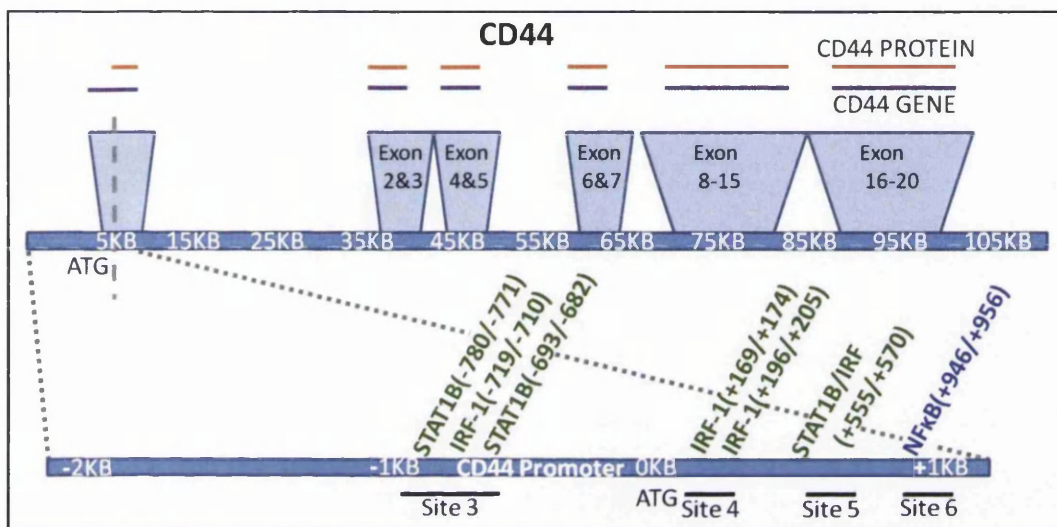 CD44
CD44 PROTEIN
CD44 GENE
Exon
2&3
Exon
4&5
Exon
6&7
Exon
8-15
Exon
16-20
5KB 15KB 25KB 35KB 45KB 55KB 65KB 75KB 85KB 95KB 105KB
ATG
STAT1B(-780/-771)
IRF-1(-719/-710)
STAT1B(-693/-682)
IRF-1(+169/+174)
IRF-1(+196/+205)
STAT1B/IRF
(+555/+570)
NFκB(+946/+956)
-2KB -1KB CD44 Promoter 0KB +1KB
ATG
Site 3 Site 4 Site 5 Site 6